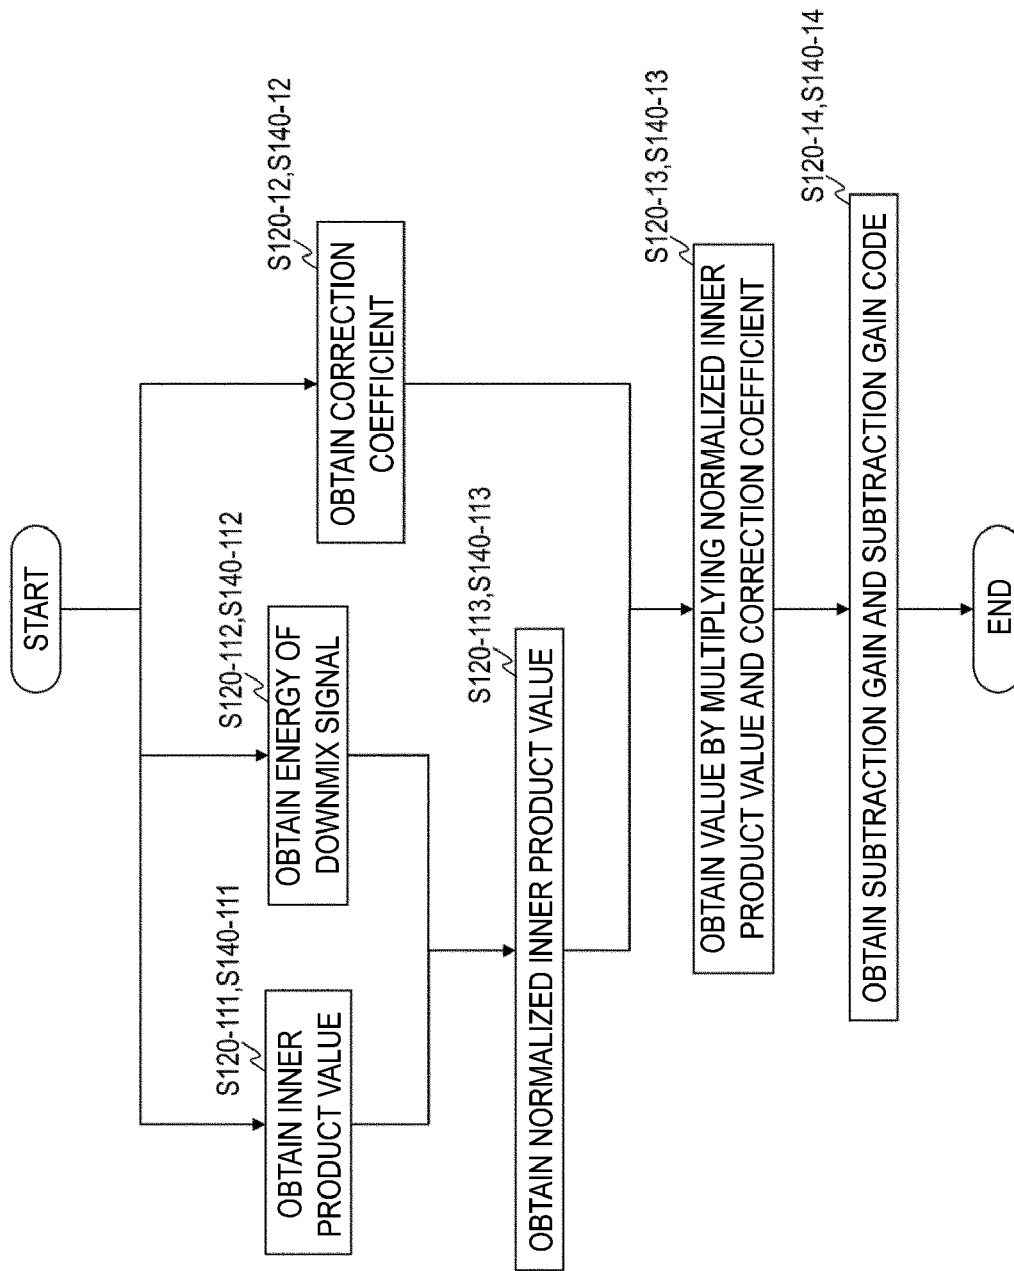 START
S120-111,S140-111
OBTAIN INNER
PRODUCT VALUE
S120-112,S140-112
OBTAIN ENERGY OF
DOWNMIX SIGNAL
S120-12,S140-12
OBTAIN CORRECTION
COEFFICIENT
S120-113,S140-113
OBTAIN NORMALIZED INNER PRODUCT VALUE
S120-13,S140-13
OBTAIN VALUE BY MULTIPLYING NORMALIZED INNER
PRODUCT VALUE AND CORRECTION COEFFICIENT
S120-14,S140-14
OBTAIN SUBTRACTION GAIN AND SUBTRACTION GAIN CODE
END